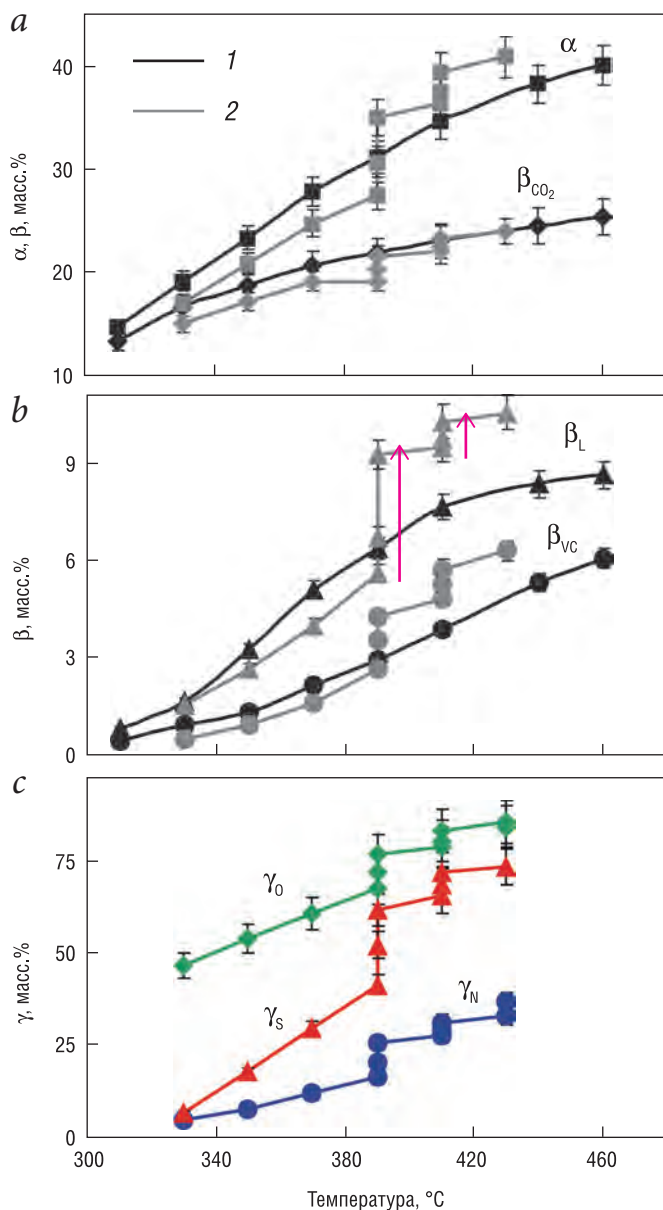 a
α
40
1
2
30
β_CO₂
20
10
α, β, масс.%
b
β_L
9
β_VC
6
3
0
β, масс.%
c
75
γ_O
50
γ_S
γ_N
25
0
γ, масс.%
300 340 380 420 460
Температура, °C